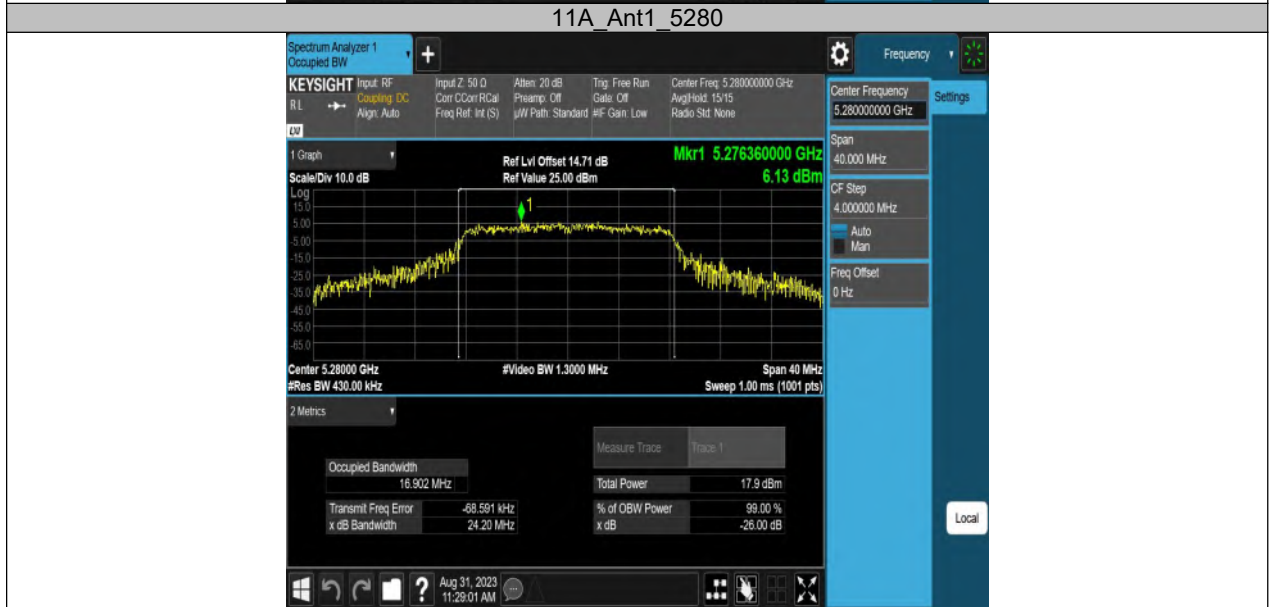 11A_Ant1_5280
Spectrum Analyzer 1
Occupied BW
+
Frequency
KEYSIGHT
RL
LXI
Input: RF
Coupling: DC
Align: Auto
Input Z: 50 Ω
Corr CCorr RCal
Freq Ref: Int (S)
Atten: 20 dB
Preamp: Off
µW Path: Standard
Trig: Free Run
Gate: Off
#IF Gain: Low
Center Freq: 5.280000000 GHz
Avg|Hold: 15/15
Radio Std: None
Center Frequency
5.280000000 GHz
Settings
Span
40.000 MHz
CF Step
4.000000 MHz
Auto
Man
Freq Offset
0 Hz
1 Graph
Scale/Div 10.0 dB
Ref Lvl Offset 14.71 dB
Ref Value 25.00 dBm
Mkr1 5.276360000 GHz
6.13 dBm
Log
15.0
5.00
-5.00
-15.0
-25.0
-35.0
-45.0
-55.0
-65.0
1
Center 5.28000 GHz
#Res BW 430.00 kHz
#Video BW 1.3000 MHz
Span 40 MHz
Sweep 1.00 ms (1001 pts)
2 Metrics
Measure Trace Trace 1
Occupied Bandwidth
16.902 MHz
Total Power 17.9 dBm
Transmit Freq Error -68.591 kHz
% of OBW Power 99.00 %
x dB Bandwidth 24.20 MHz
x dB -26.00 dB
Local
?
Aug 31, 2023
11:29:01 AM